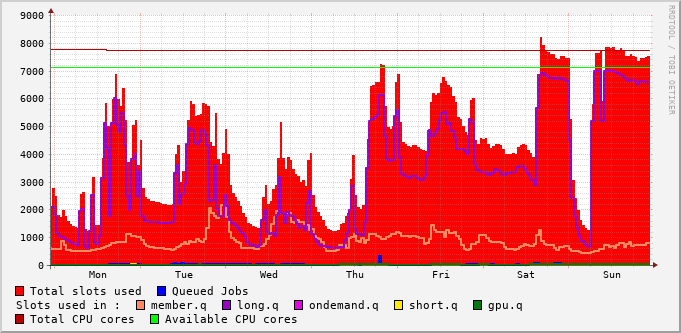 9000
8000
7000
6000
5000
4000
3000
2000
1000
0
Mon Tue Wed Thu Fri Sat Sun
RRDTOOL / TOBI OETIKER
Total slots used Queued Jobs
Slots used in : member.q long.q ondemand.q short.q gpu.q
Total CPU cores Available CPU cores